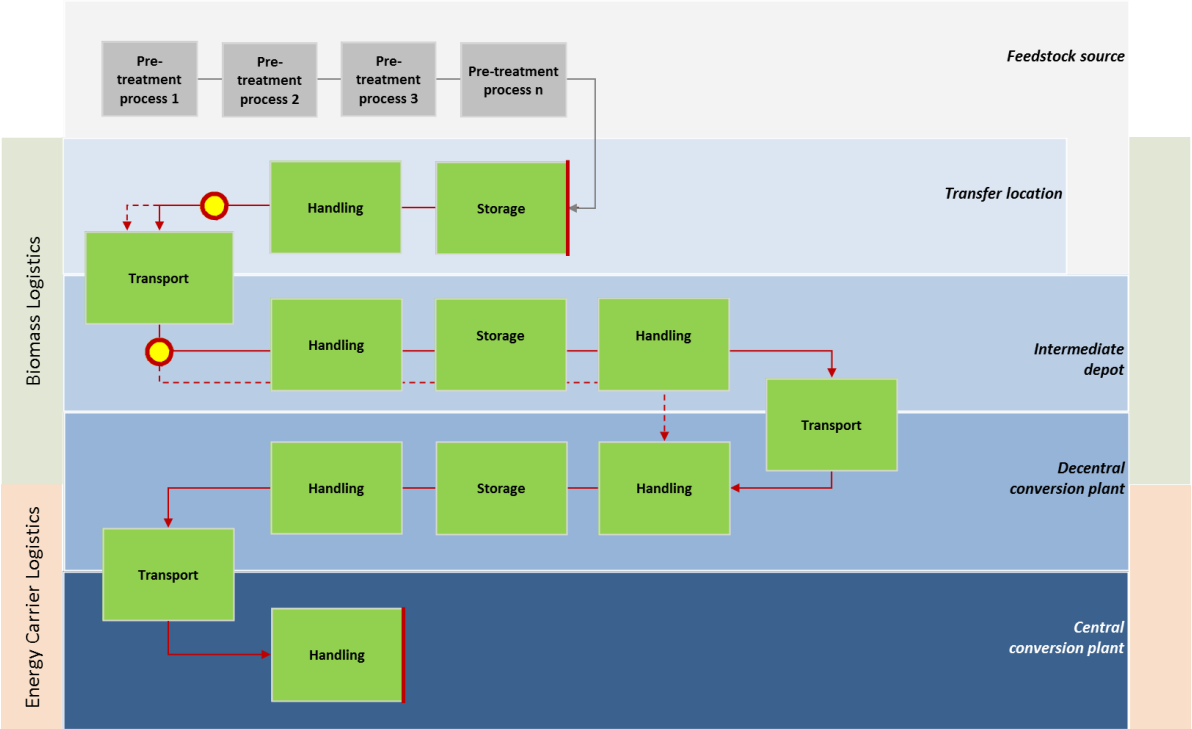 Pre-
treatment
process 1
Pre-
treatment
process 2
Pre-
treatment
process 3
Pre-treatment
process n
Feedstock source
Handling
Storage
Transfer location
Transport
Biomass Logistics
Handling
Storage
Handling
Intermediate
depot
Transport
Handling
Storage
Handling
Decentral
conversion plant
Transport
Energy Carrier Logistics
Handling
Central
conversion plant